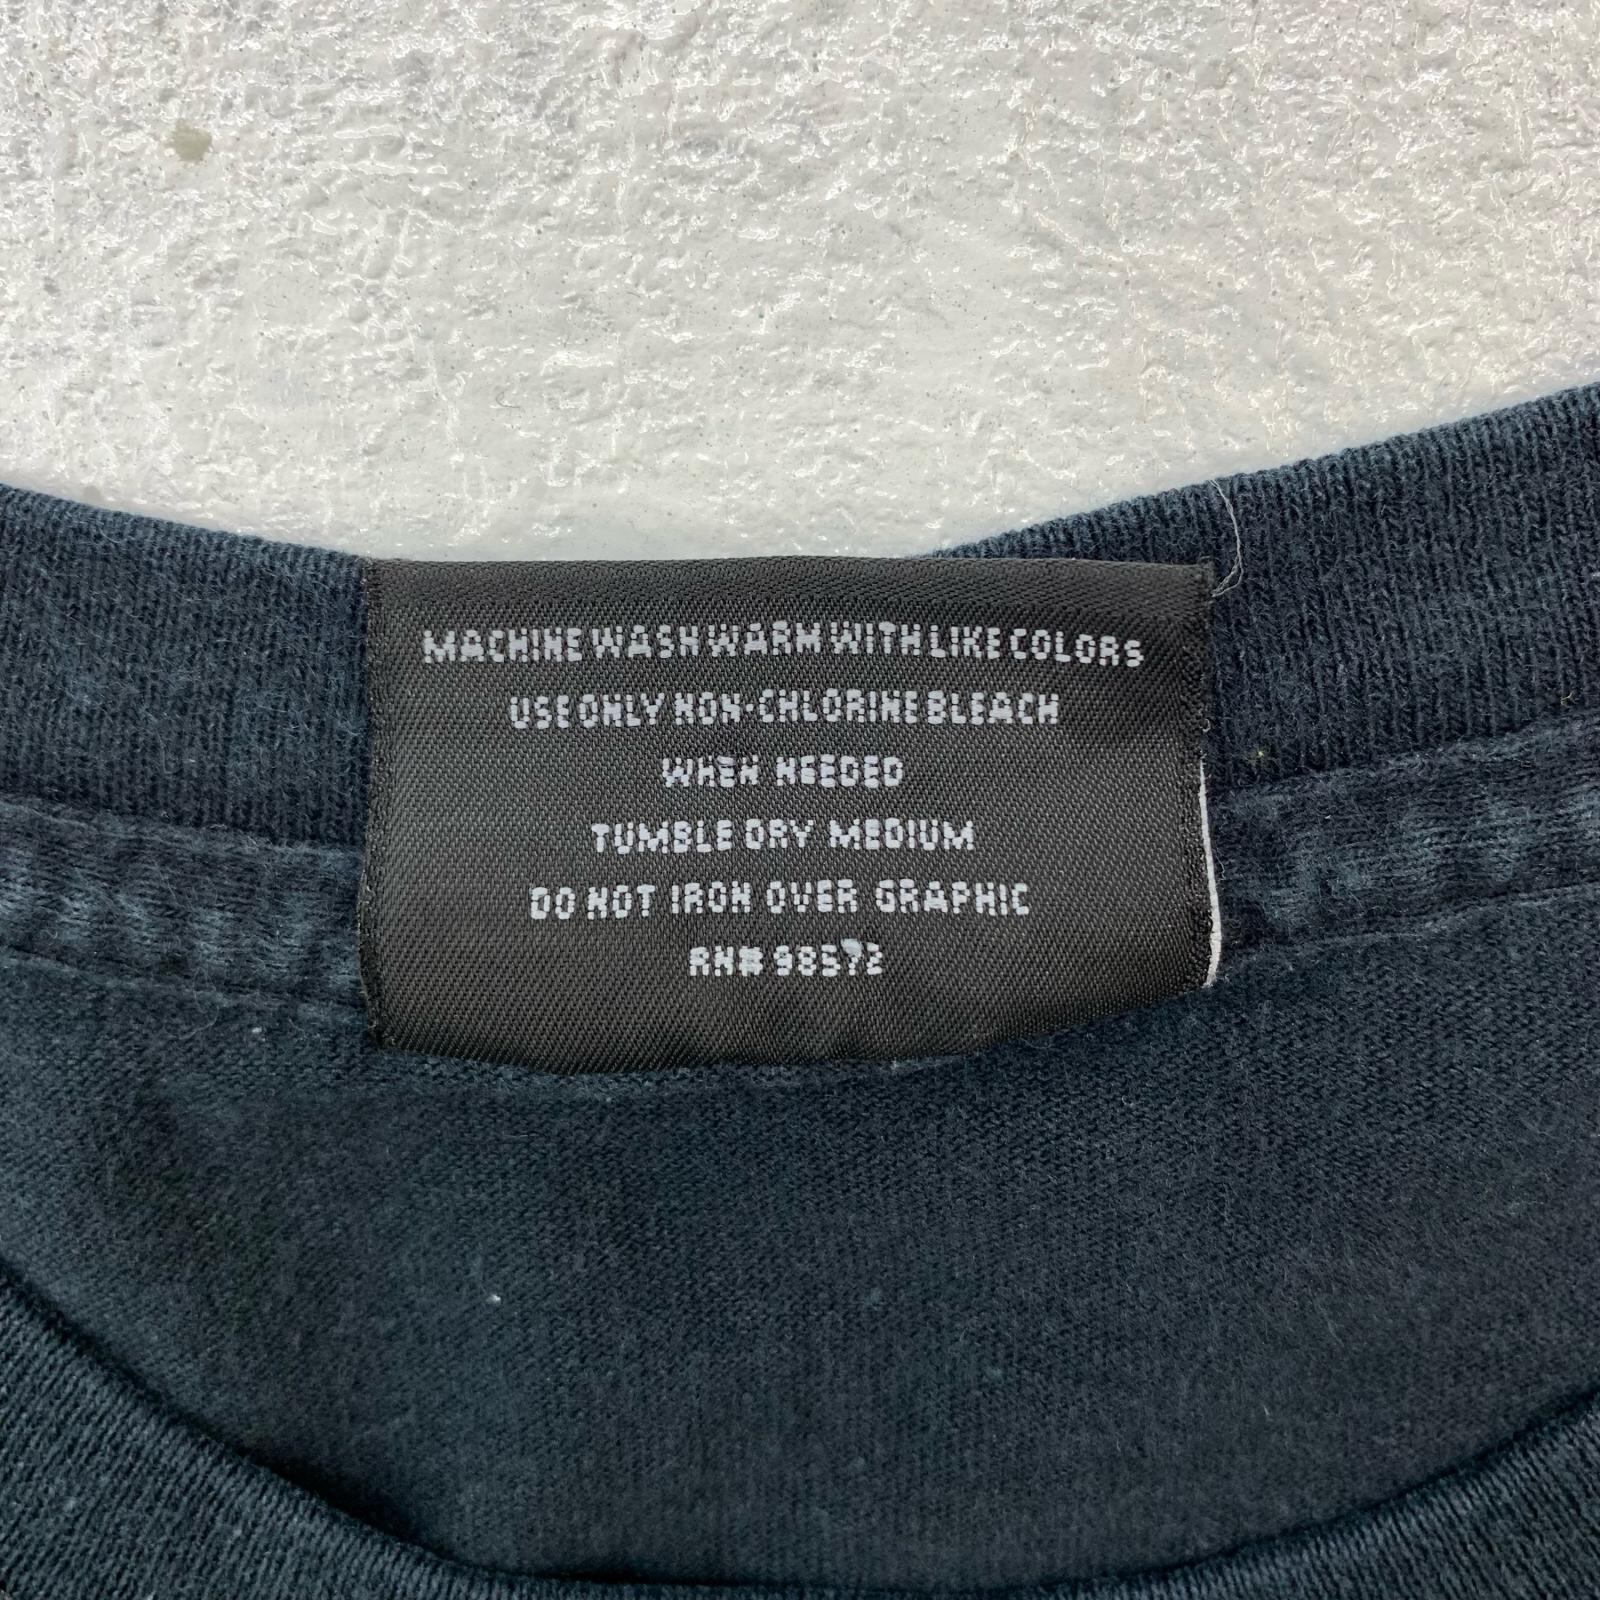 MACHINE WASH WARM WITH LIKE COLORS
USE ONLY NON-CHLORINE BLEACH
WHEN NEEDED
TUMBLE DRY MEDIUM
DO NOT IRON OVER GRAPHIC
RN# 98572